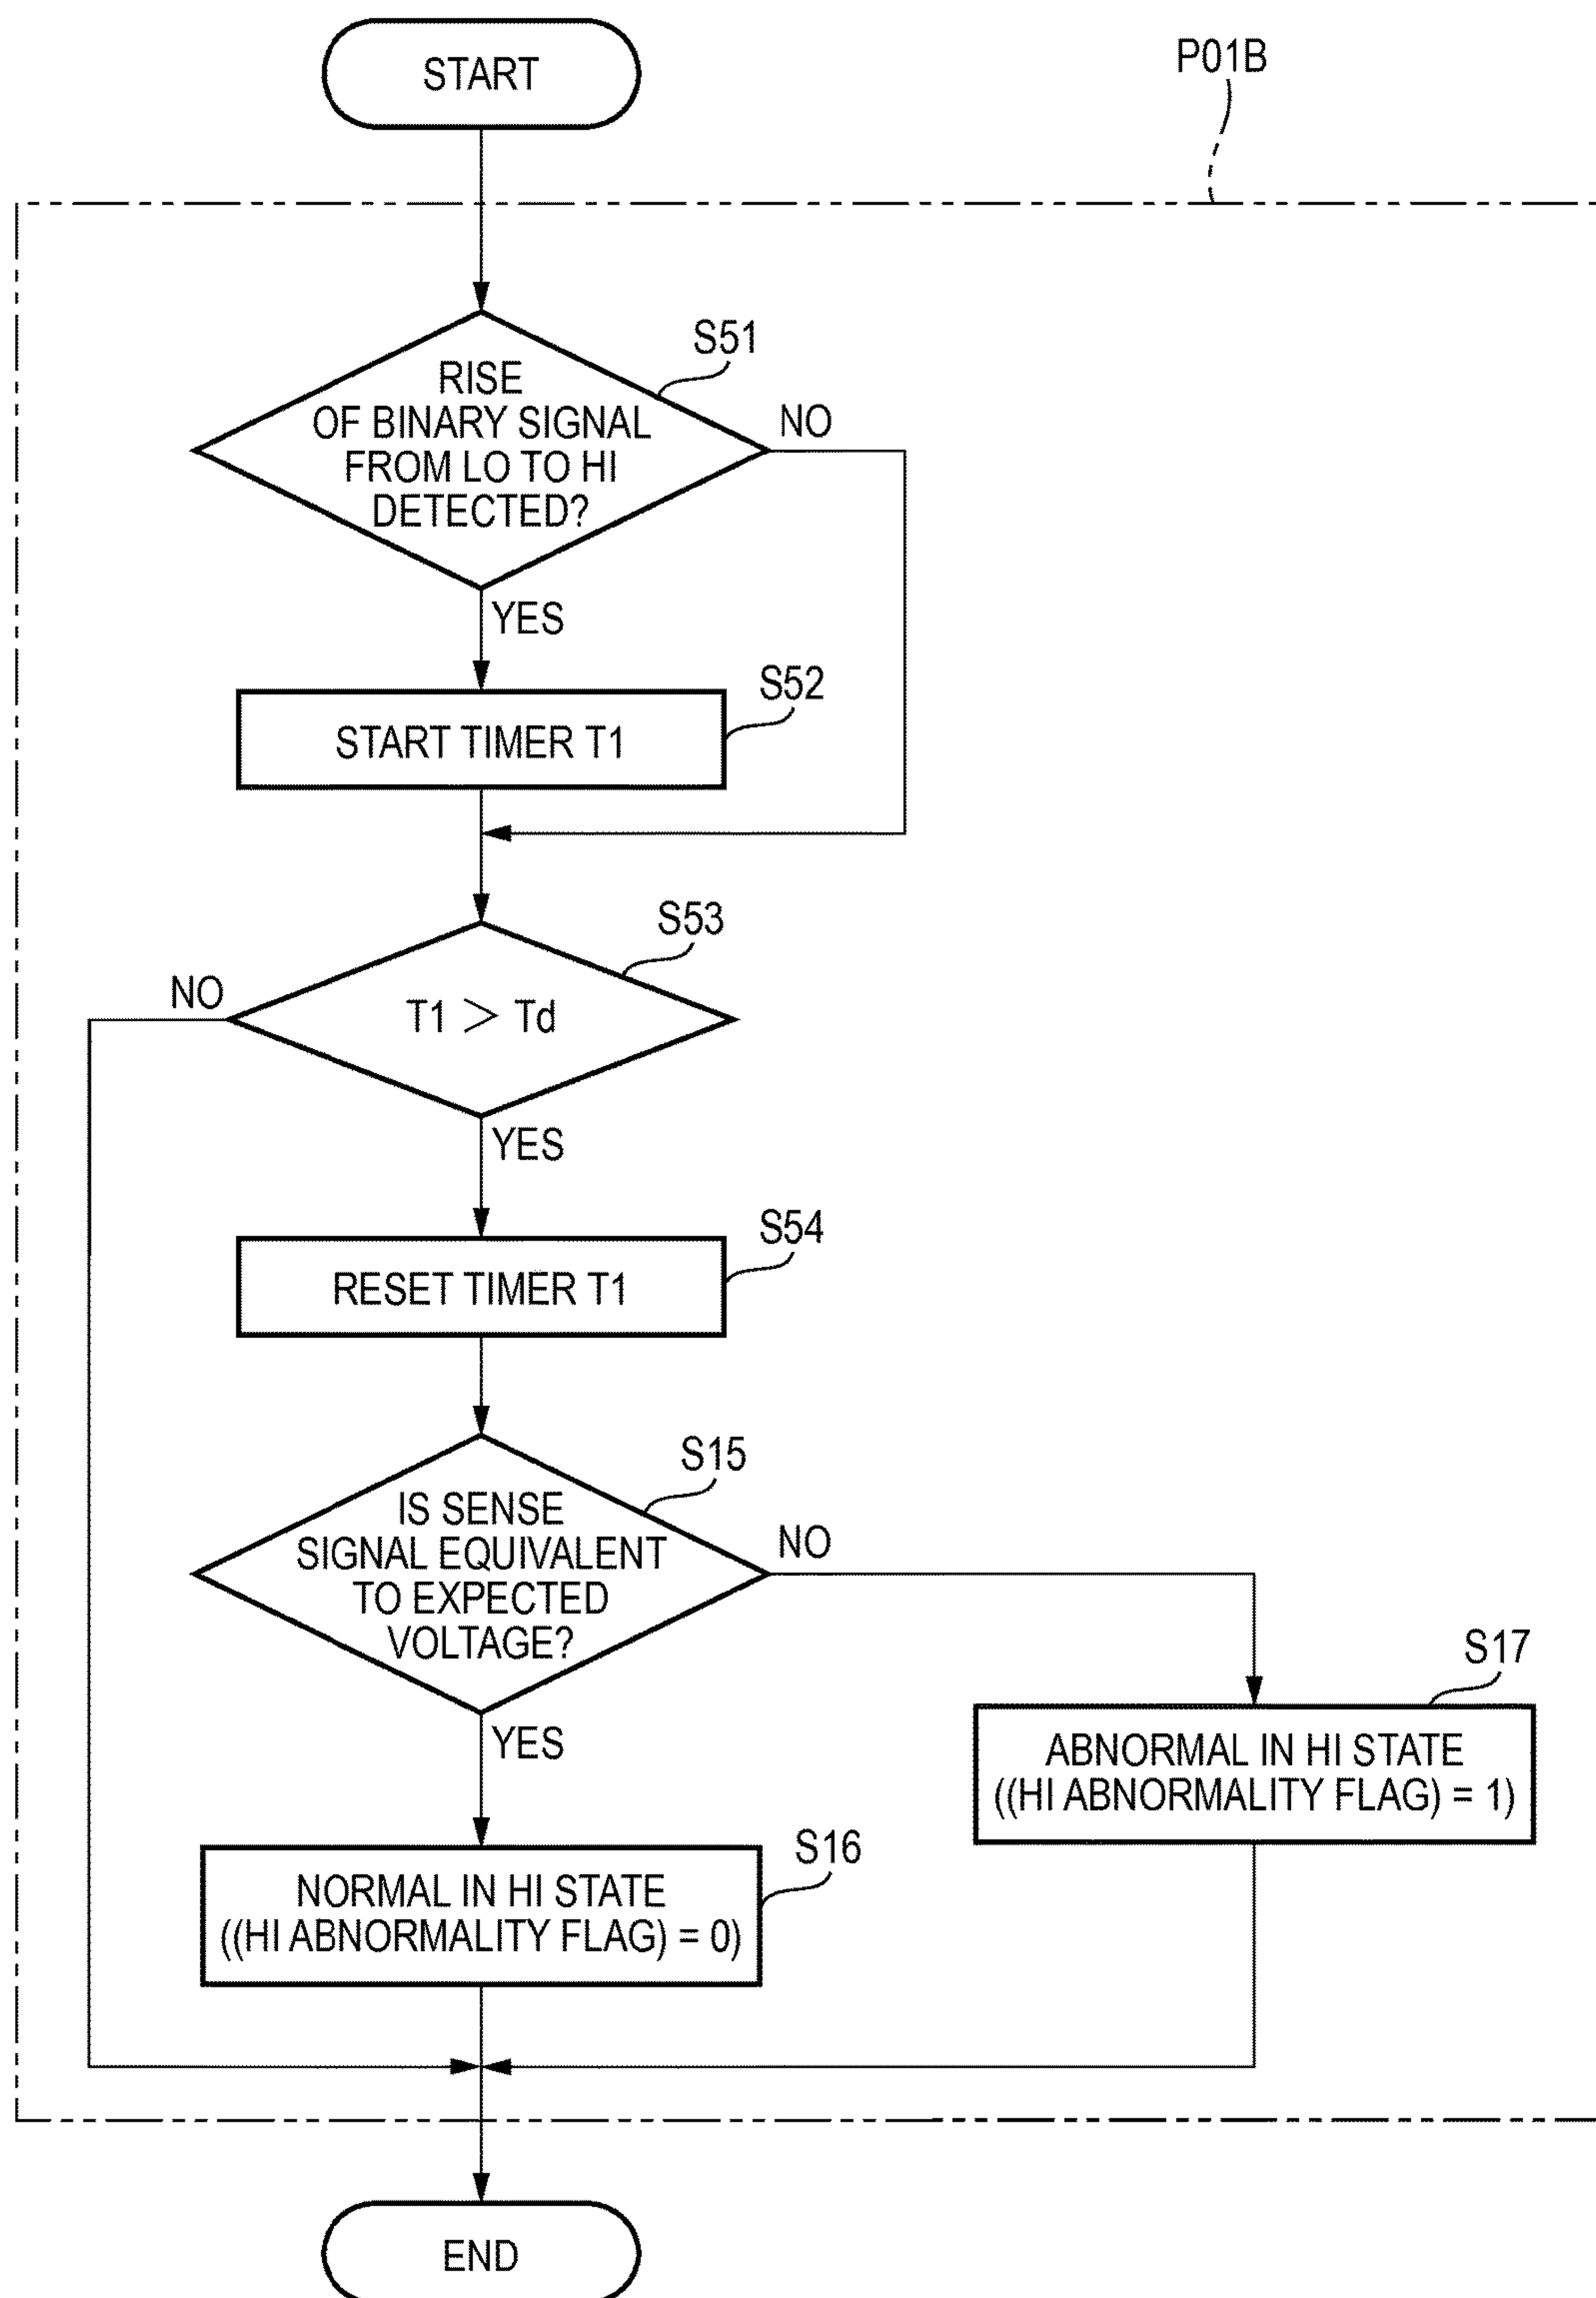 START
P01B
S51
RISE
OF BINARY SIGNAL
FROM LO TO HI
DETECTED?
NO
YES
S52
START TIMER T1
S53
NO
T1 > Td
YES
S54
RESET TIMER T1
S15
IS SENSE
SIGNAL EQUIVALENT
TO EXPECTED
VOLTAGE?
NO
YES
S17
ABNORMAL IN HI STATE
((HI ABNORMALITY FLAG) = 1)
S16
NORMAL IN HI STATE
((HI ABNORMALITY FLAG) = 0)
END